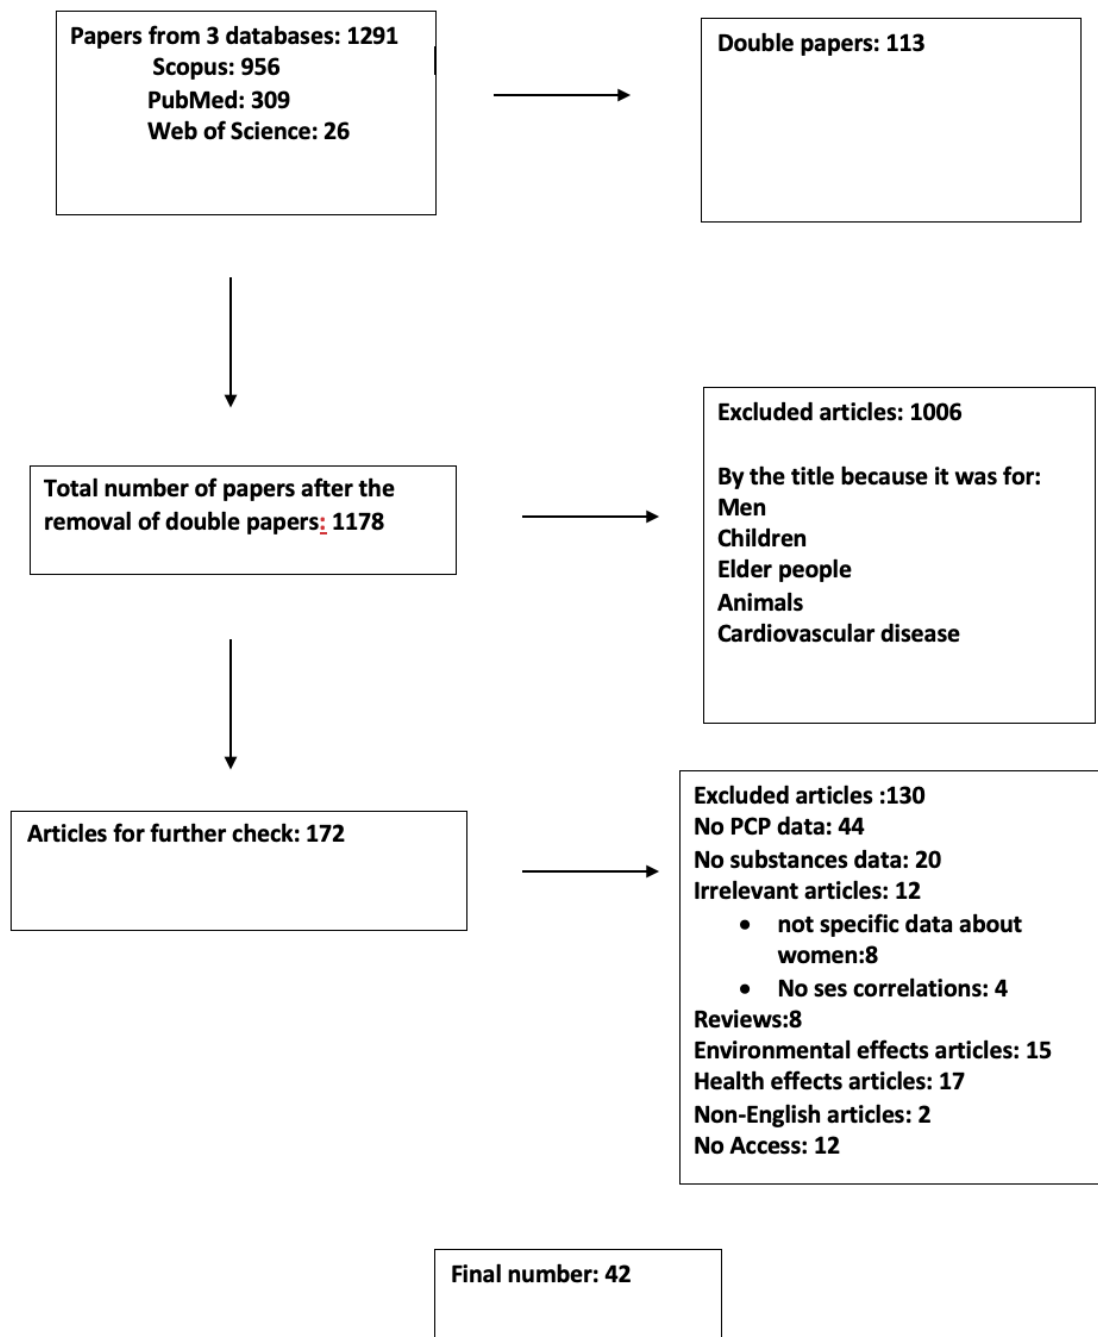 Papers from 3 databases: 1291
Scopus: 956
PubMed: 309
Web of Science: 26
Double papers: 113
Total number of papers after the
removal of double papers: 1178
Excluded articles: 1006
By the title because it was for:
Men
Children
Elder people
Animals
Cardiovascular disease
Articles for further check: 172
Excluded articles :130
No PCP data: 44
No substances data: 20
Irrelevant articles: 12
• not specific data about
women:8
• No ses correlations: 4
Reviews:8
Environmental effects articles: 15
Health effects articles: 17
Non-English articles: 2
No Access: 12
Final number: 42